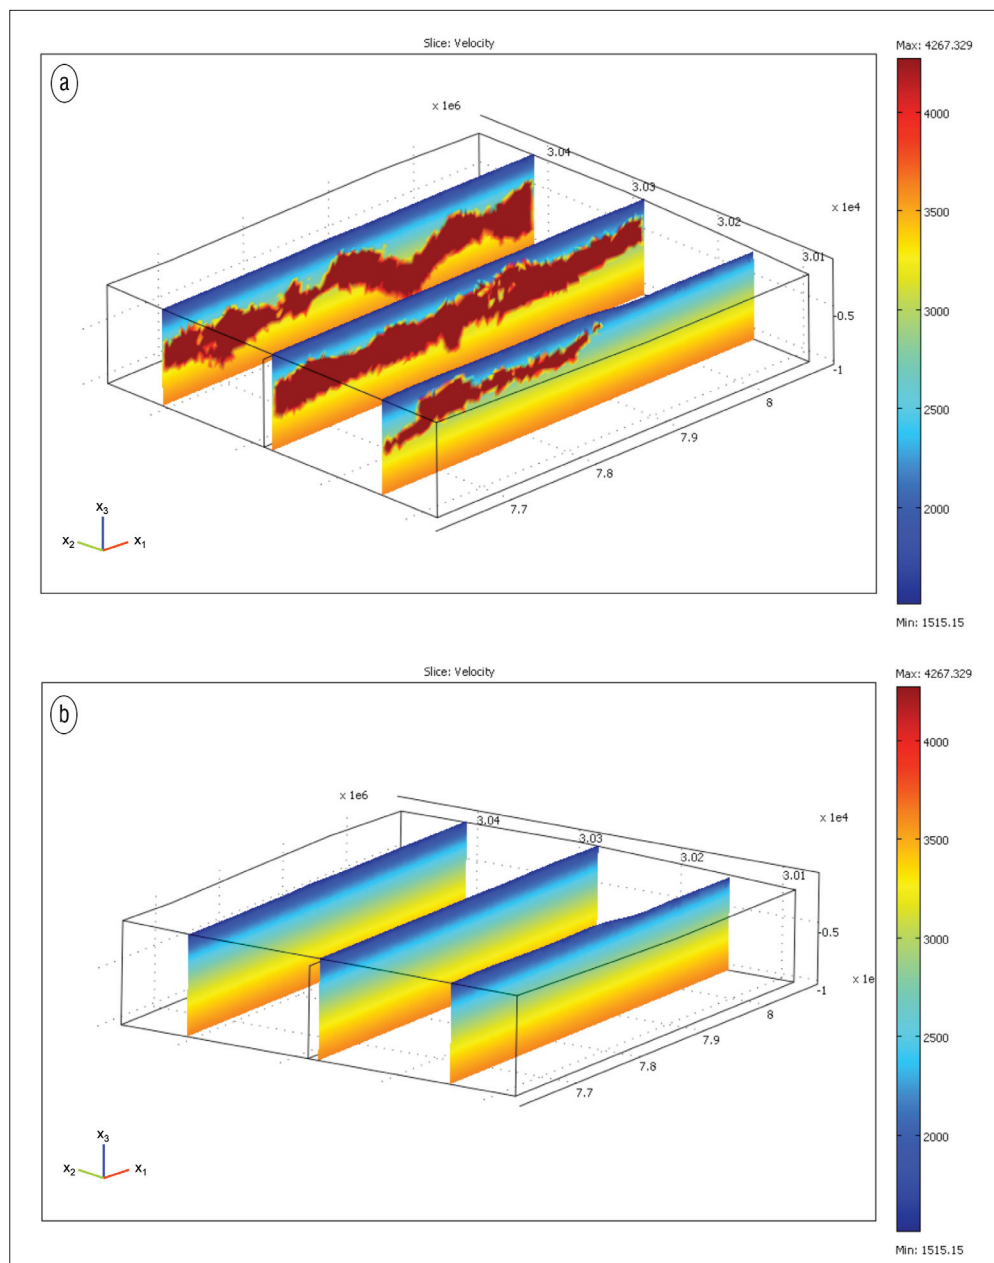 Slice: Velocity
Max: 4267.329
a
x 1e6
3.04
3.03
3.02
3.01
x 1e4
-0.5
-1
8
7.9
7.8
7.7
4000
3500
3000
2500
2000
x3
x2
x1
Min: 1515.15
Slice: Velocity
Max: 4267.329
b
x 1e6
3.04
3.03
3.02
3.01
x 1e4
-0.5
-1
x 1e
8
7.9
7.8
7.7
4000
3500
3000
2500
2000
x3
x2
x1
Min: 1515.15